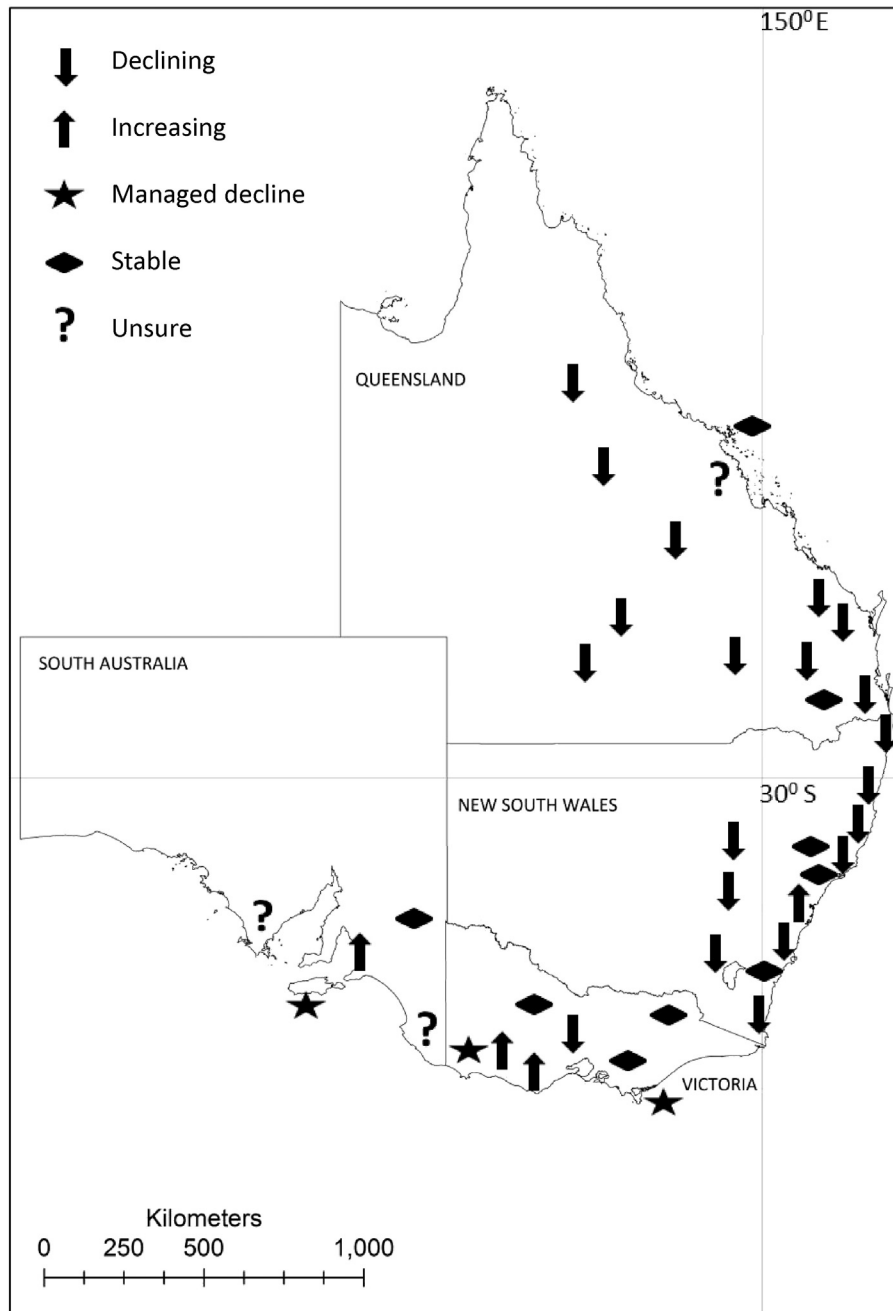 150⁰E
Declining
Increasing
Managed decline
Stable
? Unsure
QUEENSLAND
?
SOUTH AUSTRALIA
NEW SOUTH WALES
30⁰ S
?
?
VICTORIA
Kilometers
0 250 500 1,000